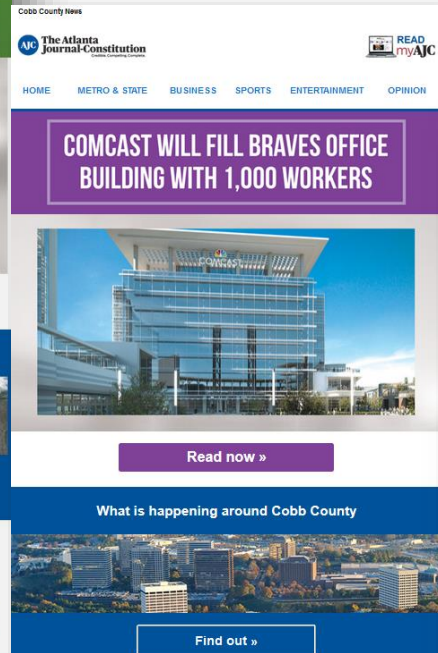 Cobb County News
AJC The Atlanta
Journal-Constitution
Credible. Compelling. Complete.
READ
myAJC
HOME METRO & STATE BUSINESS SPORTS ENTERTAINMENT OPINION
COMCAST WILL FILL BRAVES OFFICE
BUILDING WITH 1,000 WORKERS
COMCAST
Read now »
What is happening around Cobb County
Find out »